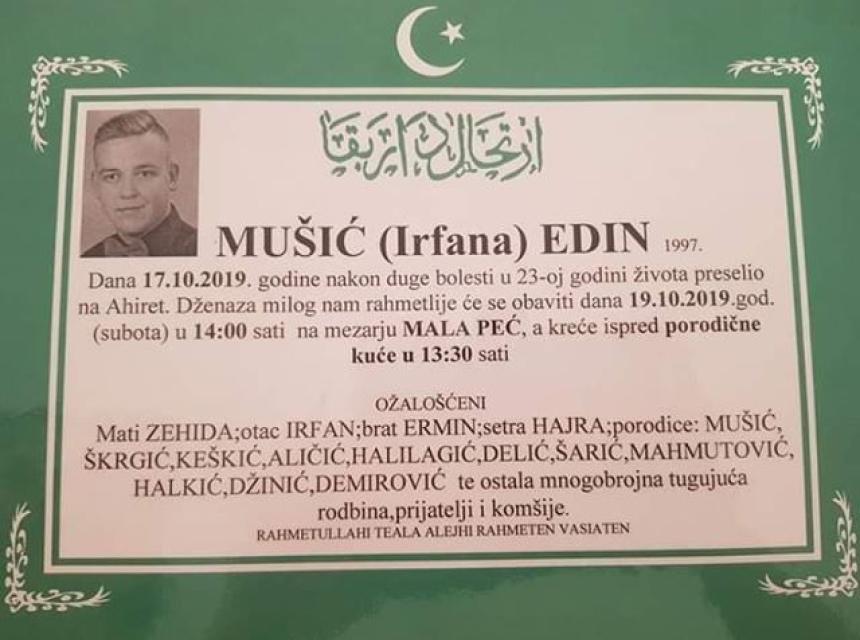 ارتحال دار بقا
MUŠIĆ (Irfana) EDIN 1997.
Dana 17.10.2019. godine nakon duge bolesti u 23-oj godini života preselio
na Ahiret. Dženaza milog nam rahmetlije će se obaviti dana 19.10.2019.god.
(subota) u 14:00 sati na mezarju MALA PEĆ, a kreće ispred porodične
kuće u 13:30 sati
OŽALOŠĆENI
Mati ZEHIDA;otac IRFAN;brat ERMIN;setra HAJRA;porodice: MUŠIĆ,
ŠKRGIĆ,KEŠKIĆ,ALIČIĆ,HALILAGIĆ,DELIĆ,ŠARIĆ,MAHMUTOVIĆ,
HALKIĆ,DŽINIĆ,DEMIROVIĆ te ostala mnogobrojna tugujuća
rodbina,prijatelji i komšije.
RAHMETULLAHI TEALA ALEJHI RAHMETEN VASIATEN